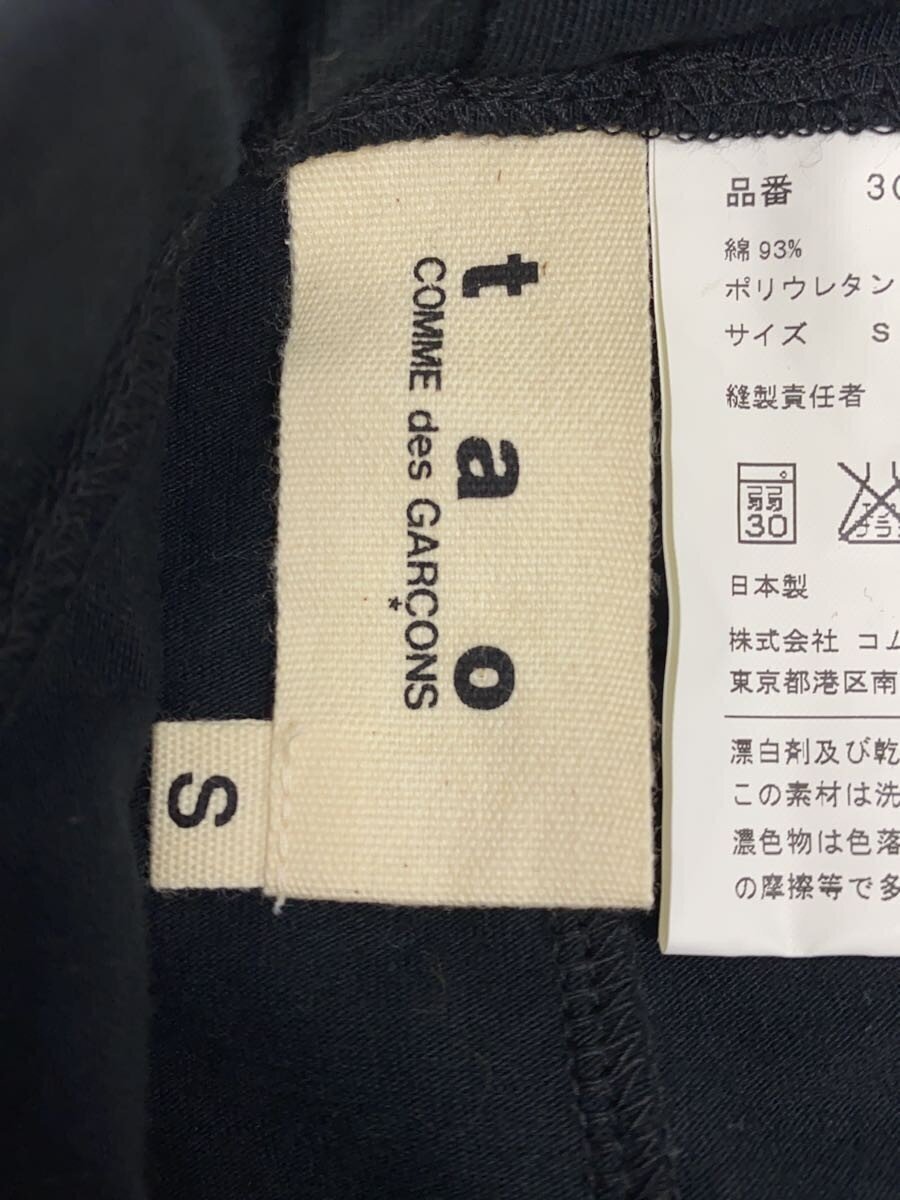 t a o
COMME des GARÇONS
*
S
品番 30
綿 93%
ポリウレタン
サイズ S
縫製責任者
弱
30
日本製
株式会社 コム
東京都港区南
漂白剤及び乾
この素材は洗
濃色物は色落
の摩擦等で多